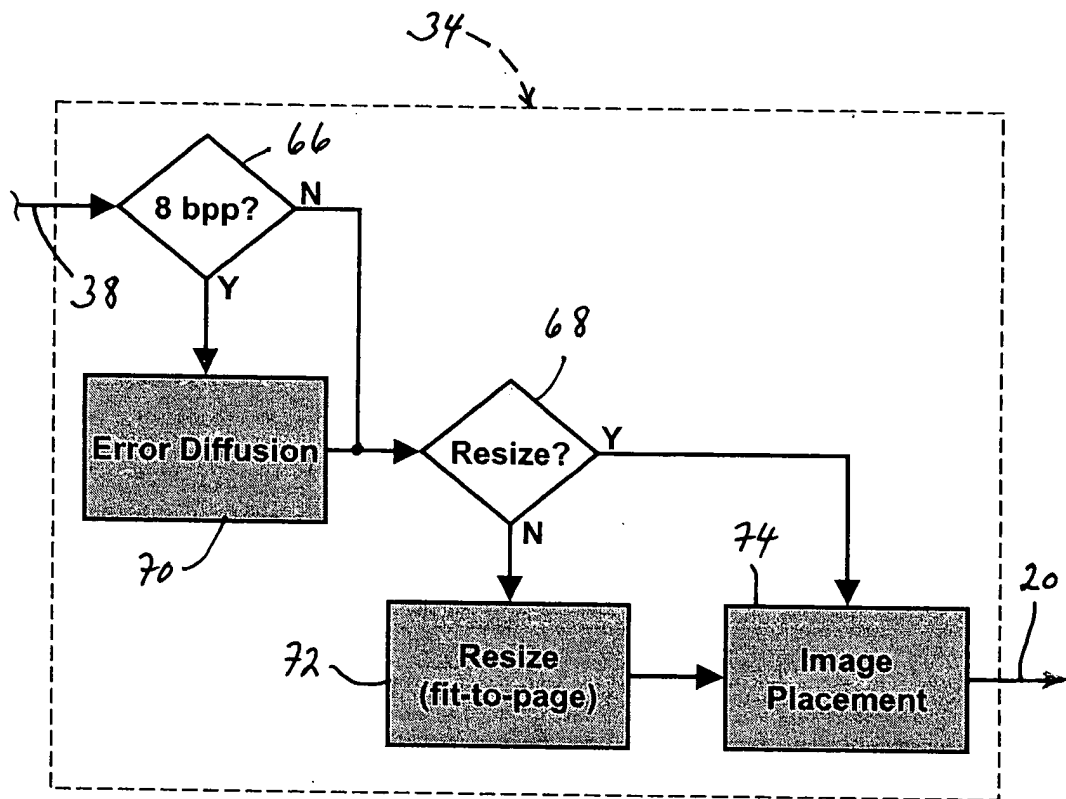 34
66
8 bpp?
N
38
Y
68
Error Diffusion
Resize?
Y
70
N
74
20
72
Resize
(fit-to-page)
Image
Placement